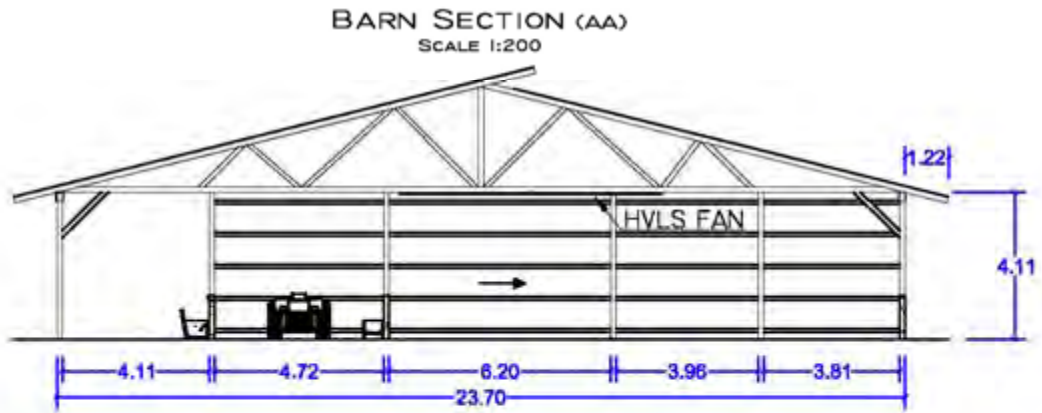 BARN SECTION (AA)
SCALE 1:200
1.22
HVLS FAN
4.11
4.11 4.72 6.20 3.96 3.81
23.70